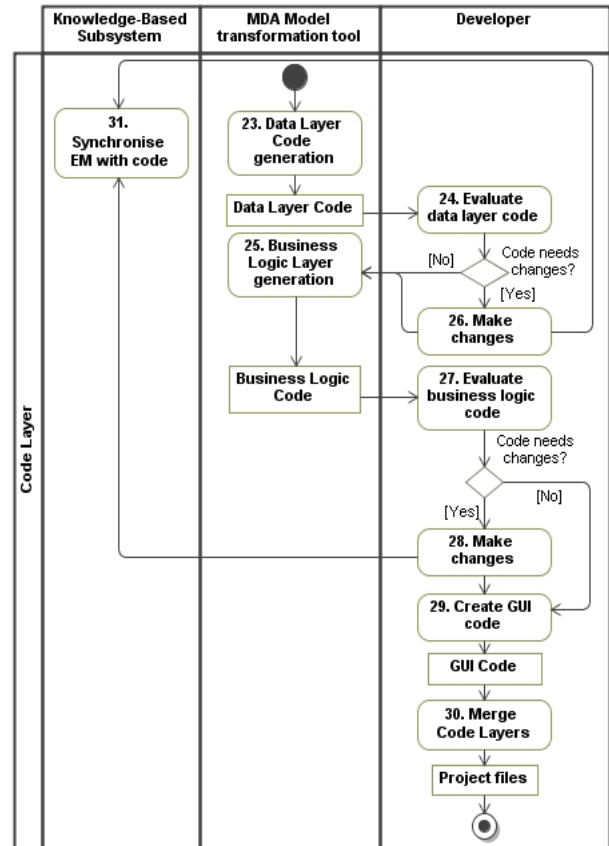 Knowledge-Based
Subsystem
MDA Model
transformation tool
Developer
Code Layer
31.
Synchronise
EM with code
23. Data Layer
Code
generation
Data Layer Code
24. Evaluate
data layer code
25. Business
Logic Layer
generation
[No]
Code needs
changes?
[Yes]
26. Make
changes
Business Logic
Code
27. Evaluate
business logic
code
Code needs
changes?
[No]
[Yes]
28. Make
changes
29. Create GUI
code
GUI Code
30. Merge
Code Layers
Project files